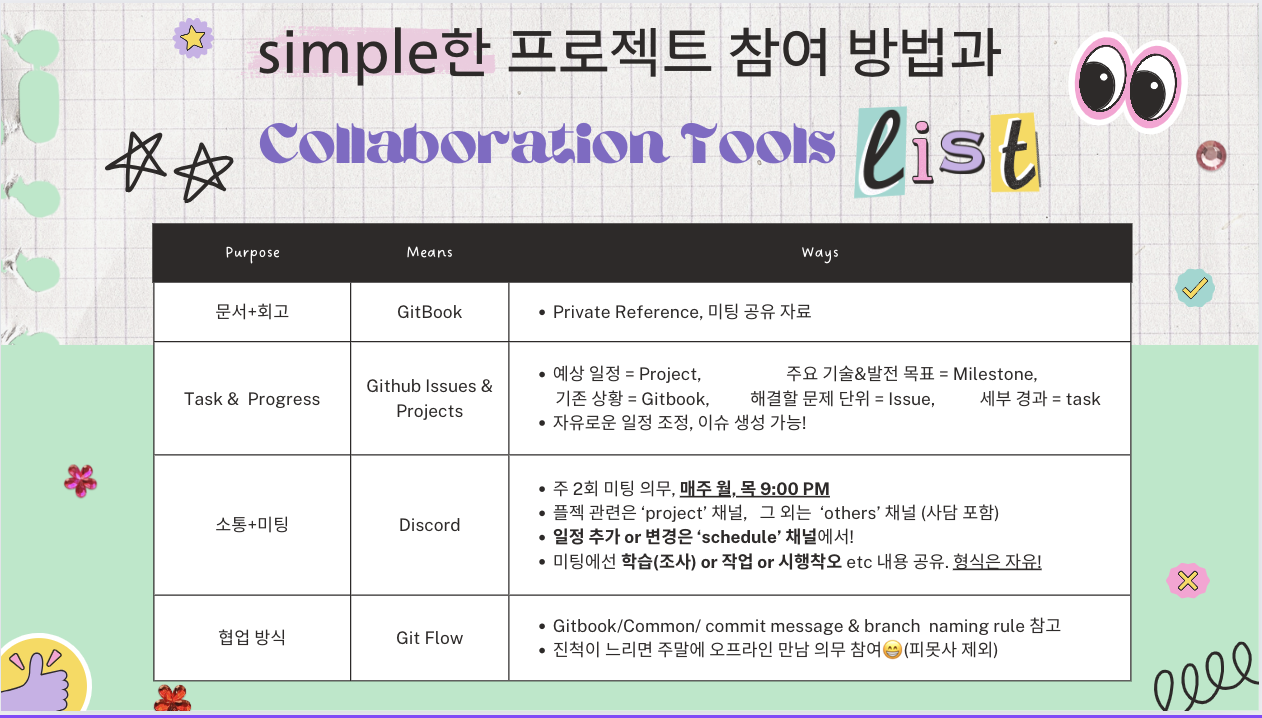 simple한 프로젝트 참여 방법과
Collaboration Tools list
Purpose Means Ways
문서+회고 GitBook • Private Reference, 미팅 공유 자료
Task & Progress
Github Issues &
Projects
• 예상 일정 = Project, 주요 기술&발전 목표 = Milestone,
기존 상황 = Gitbook, 해결할 문제 단위 = Issue, 세부 경과 = task
• 자유로운 일정 조정, 이슈 생성 가능!
소통+미팅
Discord
• 주 2회 미팅 의무, 매주 월, 목 9:00 PM
• 플젝 관련은 ‘project’ 채널, 그 외는 ‘others’ 채널 (사담 포함)
• 일정 추가 or 변경은 ‘schedule’ 채널에서!
• 미팅에선 학습(조사) or 작업 or 시행착오 etc 내용 공유. 형식은 자유!
협업 방식
Git Flow
• Gitbook/Common/ commit message & branch naming rule 참고
• 진척이 느리면 주말에 오프라인 만남 의무 참여😁(피못사 제외)